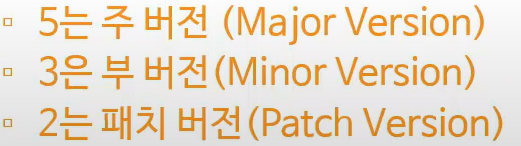 ▫ 5는 주 버전 (Major Version)
▫ 3은 부 버전(Minor Version)
▫ 2는 패치 버전(Patch Version)